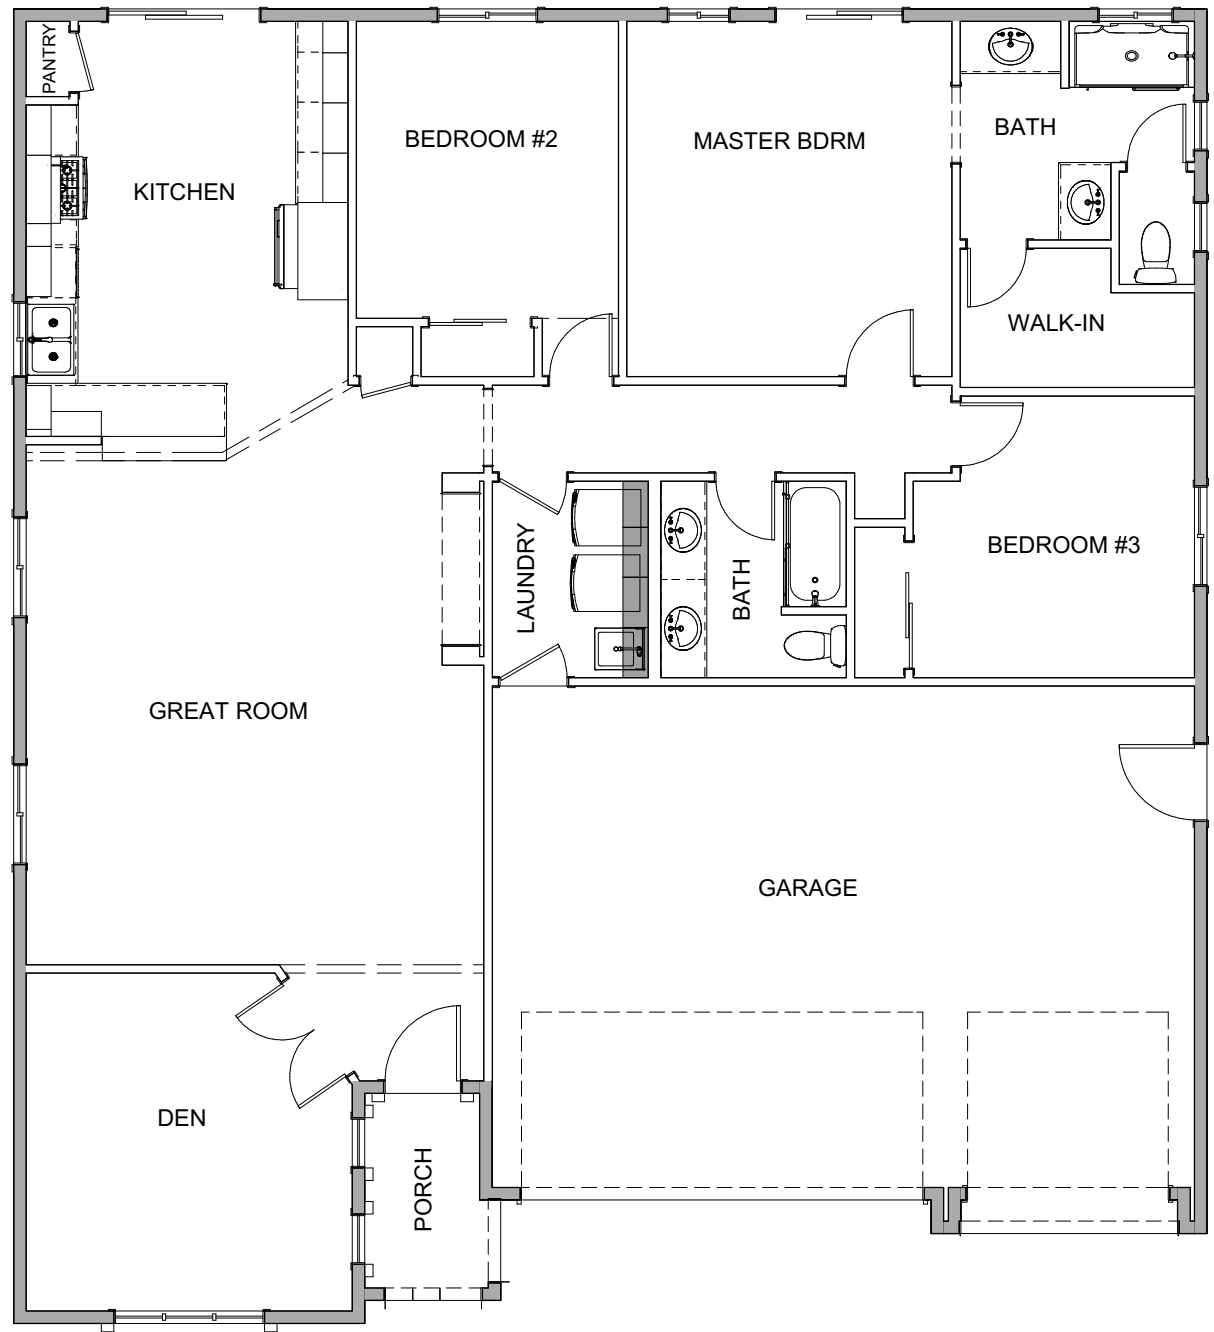 PANTRY
KITCHEN
BEDROOM #2
MASTER BDRM
BATH
WALK-IN
LAUNDRY
BATH
BEDROOM #3
GREAT ROOM
GARAGE
DEN
PORCH